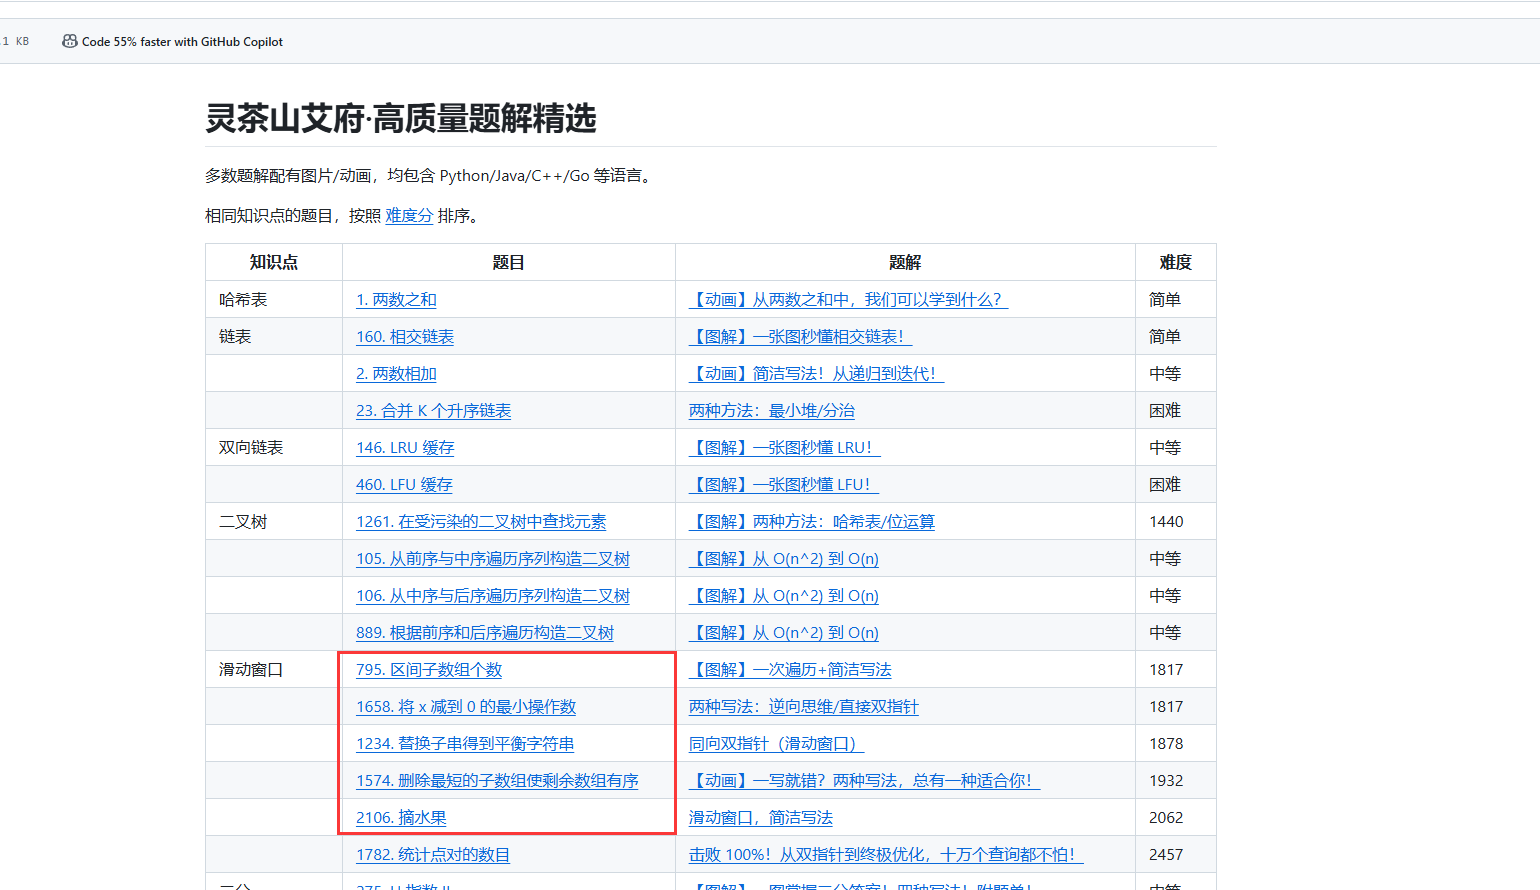 .1 KB Code 55% faster with GitHub Copilot
灵茶山艾府·高质量题解精选
多数题解配有图片/动画，均包含 Python/Java/C++/Go 等语言。
相同知识点的题目，按照 难度分 排序。
知识点 题目 题解 难度
哈希表 1. 两数之和 【动画】从两数之和中，我们可以学到什么？ 简单
链表 160. 相交链表 【图解】一张图秒懂相交链表！ 简单
2. 两数相加 【动画】简洁写法！从递归到迭代！ 中等
23. 合并 K 个升序链表 两种方法：最小堆/分治 困难
双向链表 146. LRU 缓存 【图解】一张图秒懂 LRU！ 中等
460. LFU 缓存 【图解】一张图秒懂 LFU！ 困难
二叉树 1261. 在受污染的二叉树中查找元素 【图解】两种方法：哈希表/位运算 1440
105. 从前序与中序遍历序列构造二叉树 【图解】从 O(n^2) 到 O(n) 中等
106. 从中序与后序遍历序列构造二叉树 【图解】从 O(n^2) 到 O(n) 中等
889. 根据前序和后序遍历构造二叉树 【图解】从 O(n^2) 到 O(n) 中等
滑动窗口 795. 区间子数组个数 【图解】一次遍历+简洁写法 1817
1658. 将 x 减到 0 的最小操作数 两种写法：逆向思维/直接双指针 1817
1234. 替换子串得到平衡字符串 同向双指针（滑动窗口） 1878
1574. 删除最短的子数组使剩余数组有序 【动画】一写就错？两种写法，总有一种适合你！ 1932
2106. 摘水果 滑动窗口，简洁写法 2062
1782. 统计点对的数目 击败 100%！从双指针到终极优化，十万个查询都不怕！ 2457